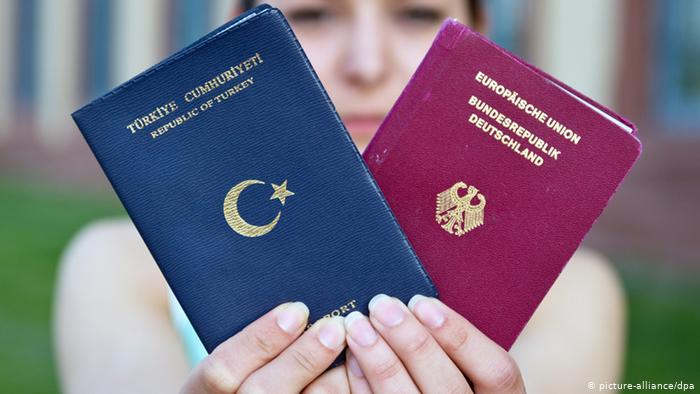 TÜRKİYE CUMHURİYETİ
REPUBLIC OF TURKEY
EUROPÄISCHE UNION
BUNDESREPUBLIK
DEUTSCHLAND
© picture-alliance/dpa